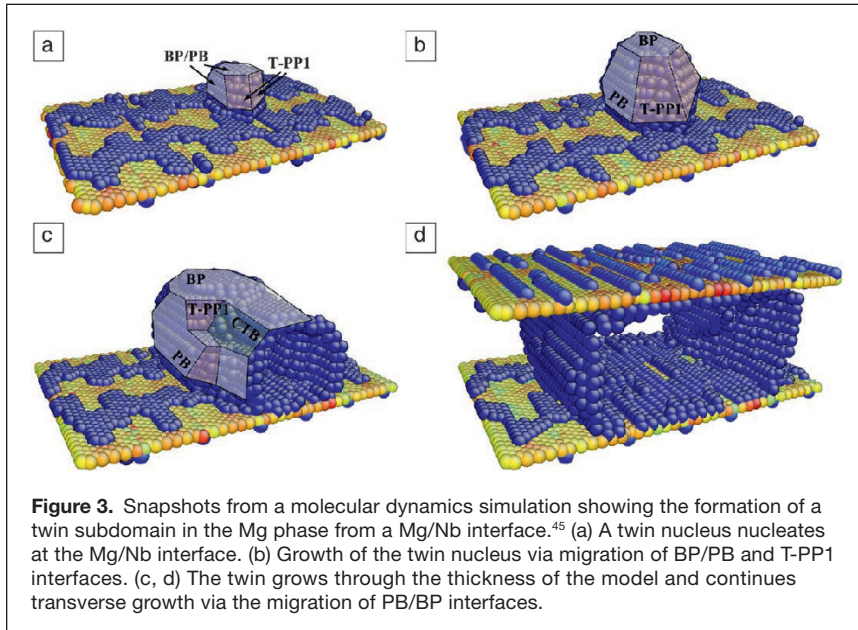 a
BP/PB T-PP1
b
BP
PB T-PP1
c
BP
T-PP1
CTB
PB
d
Figure 3. Snapshots from a molecular dynamics simulation showing the formation of a
twin subdomain in the Mg phase from a Mg/Nb interface.45 (a) A twin nucleus nucleates
at the Mg/Nb interface. (b) Growth of the twin nucleus via migration of BP/PB and T-PP1
interfaces. (c, d) The twin grows through the thickness of the model and continues
transverse growth via the migration of PB/BP interfaces.